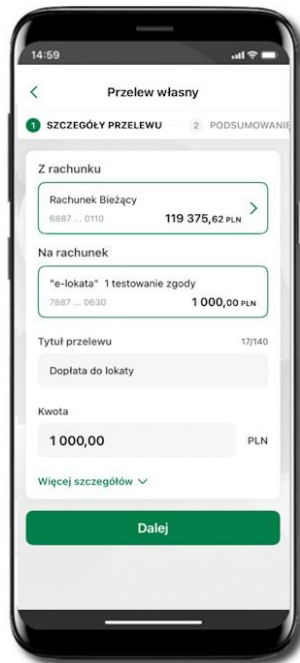 14:59
Przelew własny
1 SZCZEGÓŁY PRZELEWU 2 PODSUMOWANIE
Z rachunku
Rachunek Bieżący
6887 ... 0110 119 375,62 PLN
Na rachunek
"e-lokata" 1 testowanie zgody
7887 ... 0630 1 000,00 PLN
Tytuł przelewu 17/140
Dopłata do lokaty
Kwota
1 000,00 PLN
Więcej szczegółów
Dalej